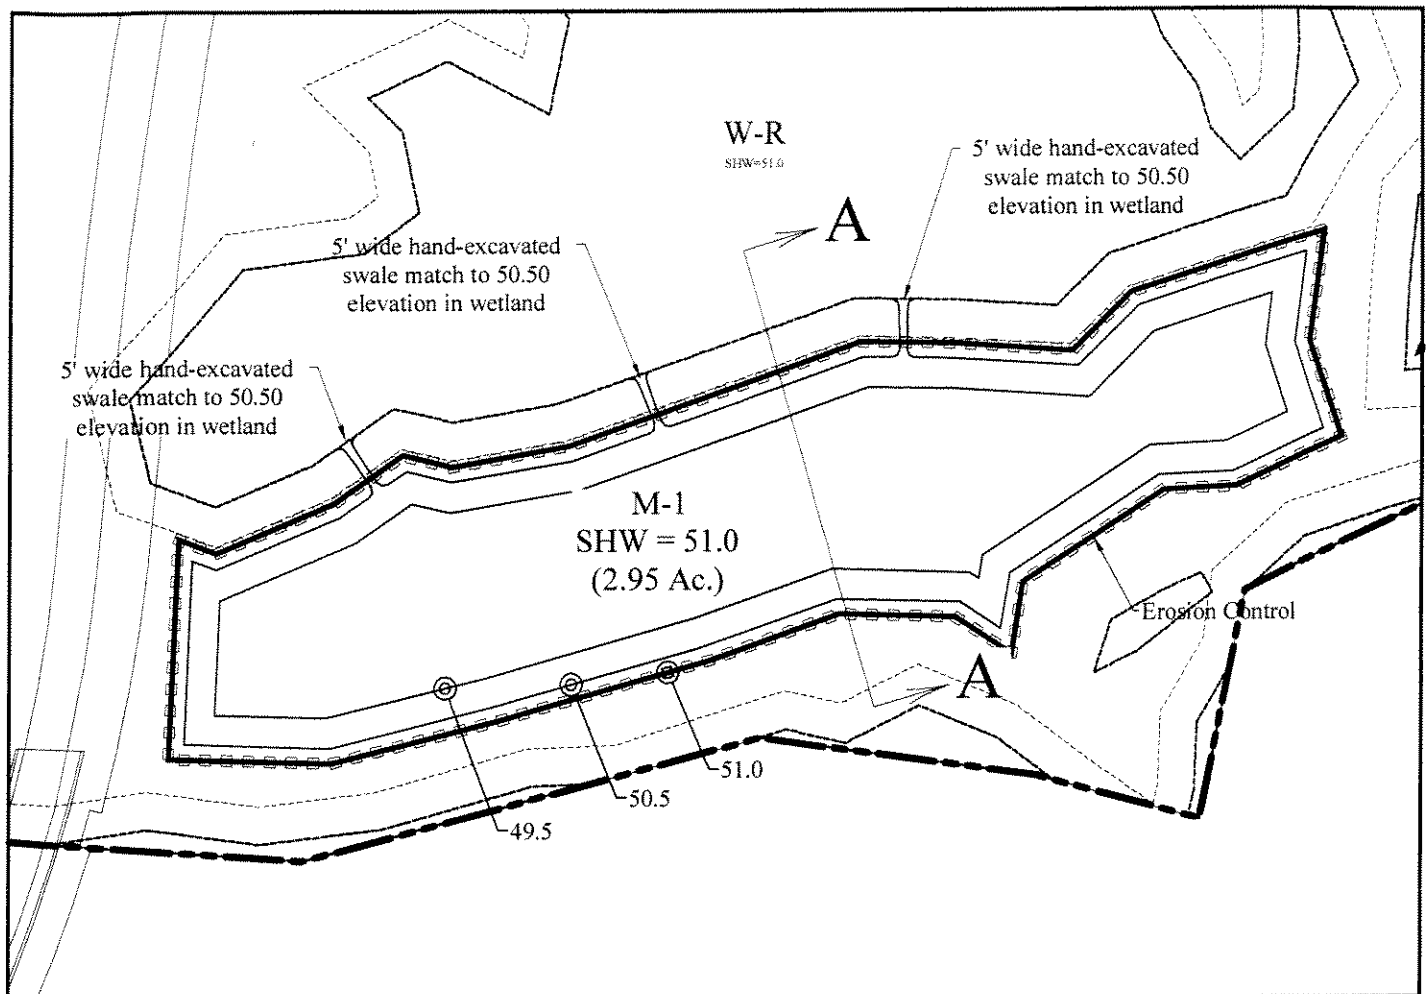 W-R
SHW=51.0
5' wide hand-excavated
swale match to 50.50
elevation in wetland
A
5' wide hand-excavated
swale match to 50.50
elevation in wetland
5' wide hand-excavated
swale match to 50.50
elevation in wetland
M-1
SHW = 51.0
(2.95 Ac.)
Erosion Control
A
51.0
50.5
49.5